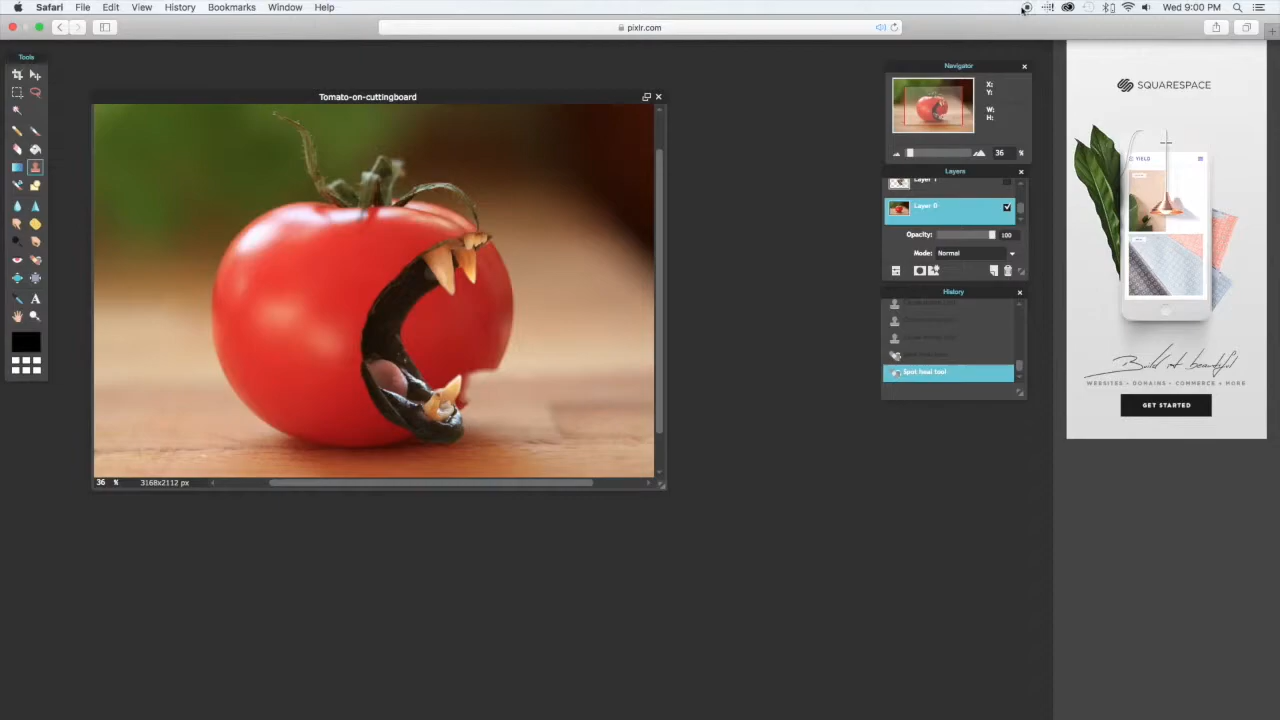 Safari File Edit View History Bookmarks Window Help Wed 9:00 PM
pixlr.com
Tools
Tomato-on-cuttingboard
36 % 3168x2112 px
Navigator
X:
Y:
W:
H:
36 %
Layers
Layer 1
Layer 0
Opacity: 100
Mode: Normal
History
Spot heal tool
A
SQUARESPACE
YIELD
Build it beautiful
WEBSITES • DOMAINS • COMMERCE • MORE
GET STARTED